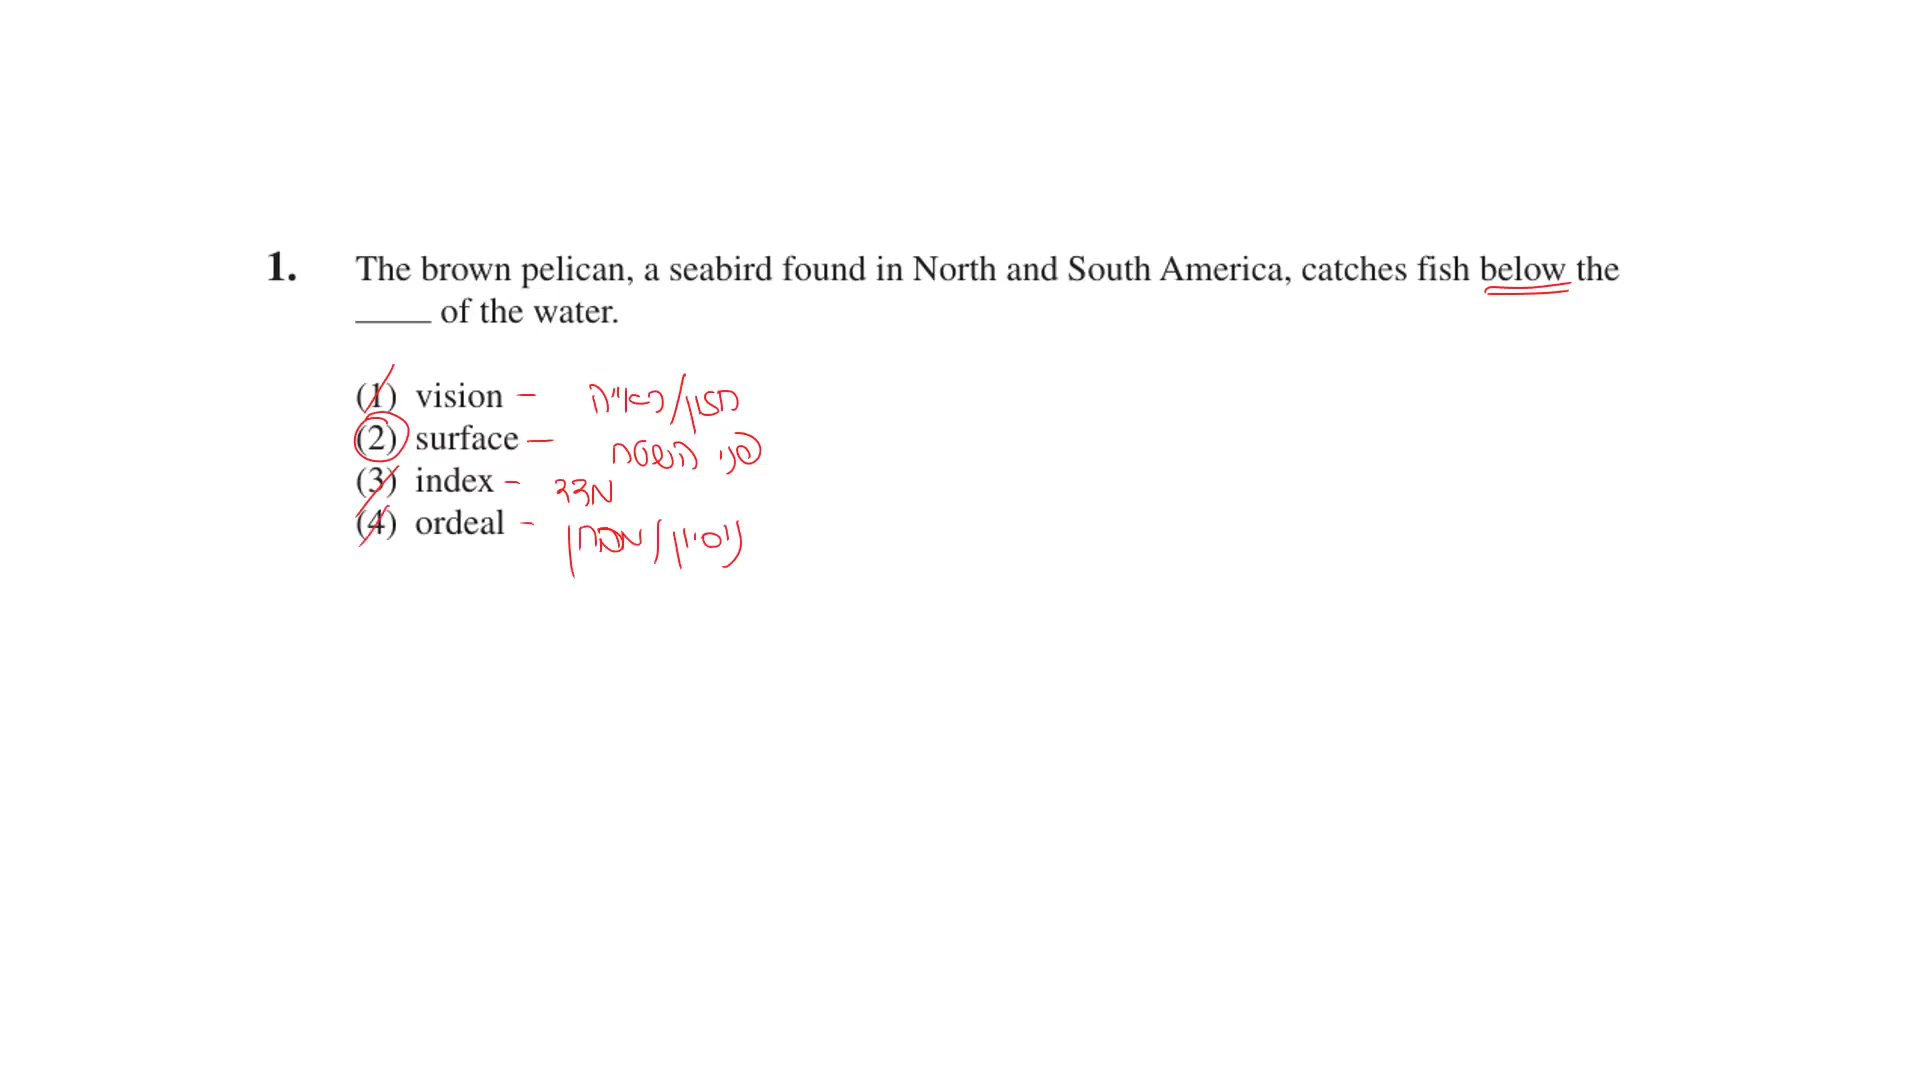 1. The brown pelican, a seabird found in North and South America, catches fish below the
_____ of the water.
(1) vision – חזון/ראייה
(2) surface – פני השטח
(3) index – מדד
(4) ordeal – ניסיון/מבחן